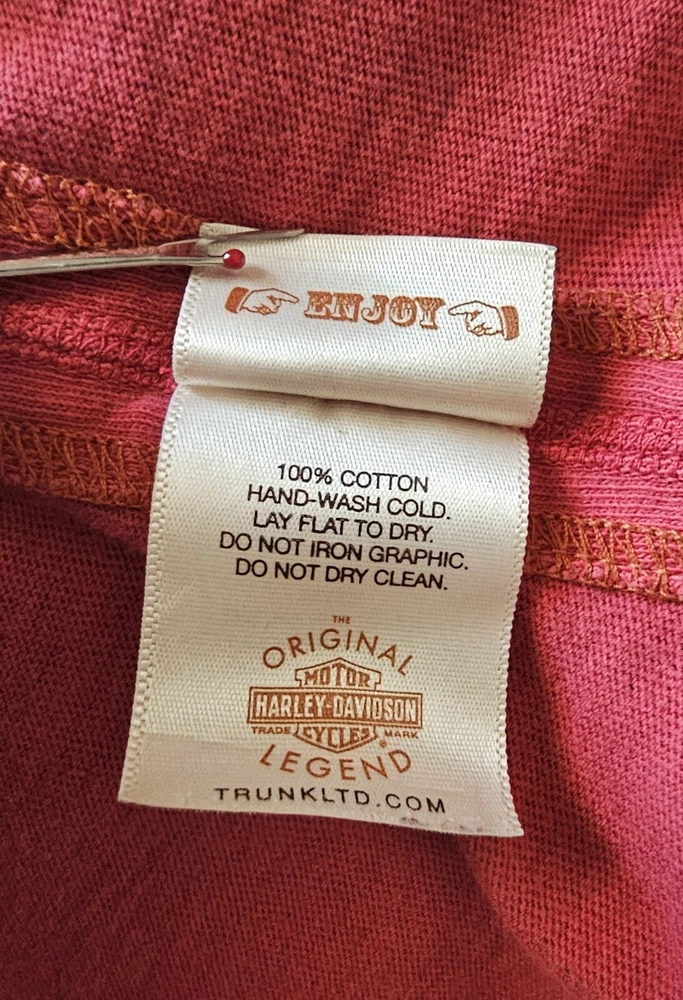 ENJOY
100% COTTON
HAND-WASH COLD.
LAY FLAT TO DRY.
DO NOT IRON GRAPHIC.
DO NOT DRY CLEAN.
THE
ORIGINAL
MOTOR
HARLEY-DAVIDSON
TRADE CYCLES MARK
®
LEGEND
TRUNKLTD.COM